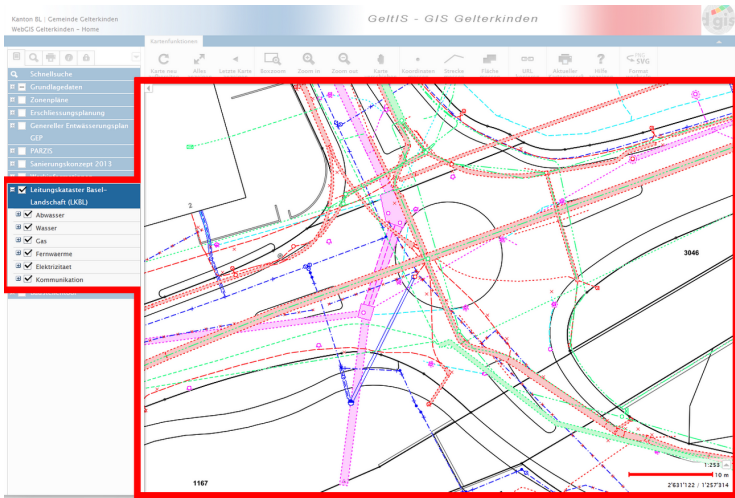 Kanton BL | Gemeinde Gelterkinden
WebGIS Gelterkinden – Home
GeltIS - GIS Gelterkinden
gis
Kartenfunktionen
Karte neu
Alles
Letzte Karte
Zoom in
Zoom out
Karte
Koordinaten
Strecke
Fläche
URL
Aktueller
Hilfe
Format
SVG
Schnellsuche
Grundlagedaten
Zonenpläne
Erschliessungsplanung
Genereller Entwässerungsplan
GEP
PARZIS
Sanierungskonzept 2013
Leitungskataster Basel-
Landschaft (LKBL)
Abwasser
Wasser
Gas
Fernwaerme
Elektrizitaet
Kommunikation
2
3046
1167
1:253
10 m
2'631'122 / 1'257'314